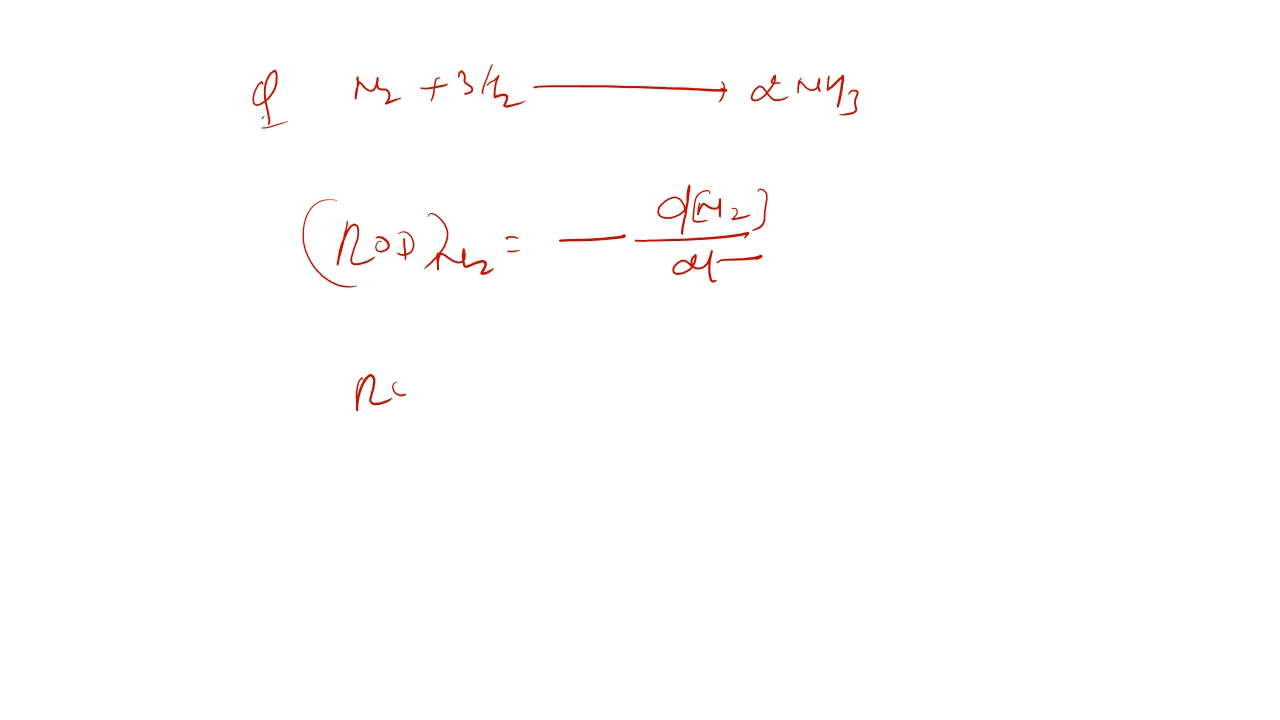 Q N₂ + 3H₂ ⟶ 2NH₃
(ROD)N₂ = — d[N₂]
dt
R